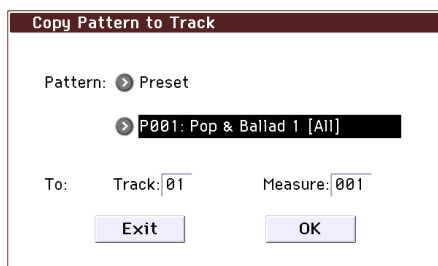 Copy Pattern to Track
Pattern: Preset
P001: Pop & Ballad 1 [All]
To: Track: 01 Measure: 001
Exit OK